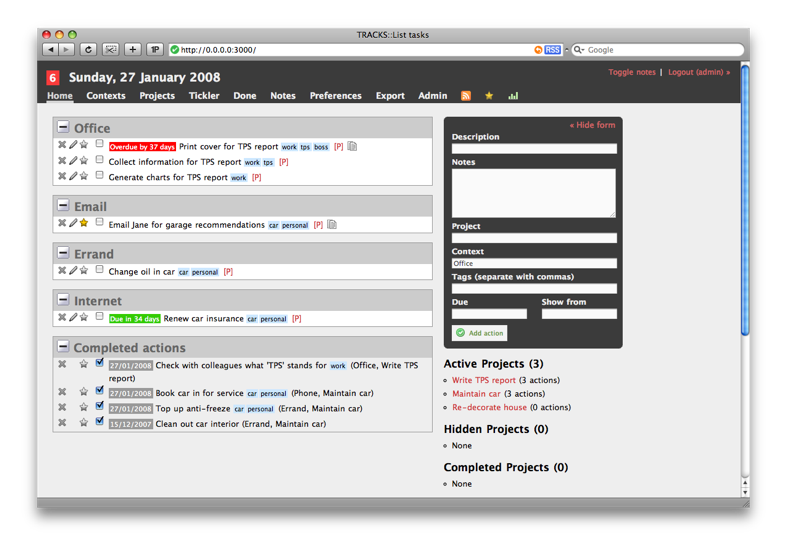 TRACKS::List tasks
1P
http://0.0.0.0:3000/
RSS
Google
6 Sunday, 27 January 2008
Toggle notes | Logout (admin) »
Home Contexts Projects Tickler Done Notes Preferences Export Admin
Office
Overdue by 37 days Print cover for TPS report work tps boss [P]
Collect information for TPS report work tps [P]
Generate charts for TPS report work [P]
Email
Email Jane for garage recommendations car personal [P]
Errand
Change oil in car car personal [P]
Internet
Due in 34 days Renew car insurance car personal [P]
Completed actions
27/01/2008 Check with colleagues what 'TPS' stands for work (Office, Write TPS
report)
27/01/2008 Book car in for service car personal (Phone, Maintain car)
27/01/2008 Top up anti-freeze car personal (Errand, Maintain car)
15/12/2007 Clean out car interior (Errand, Maintain car)
« Hide form
Description
Notes
Project
Context
Office
Tags (separate with commas)
Due Show from
Add action
Active Projects (3)
Write TPS report (3 actions)
Maintain car (3 actions)
Re-decorate house (0 actions)
Hidden Projects (0)
None
Completed Projects (0)
None